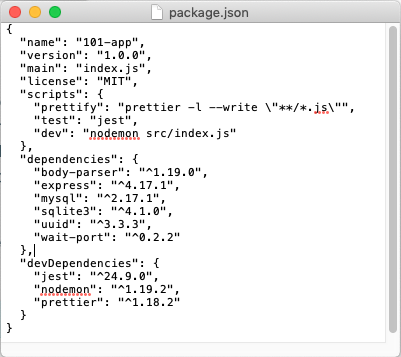 package.json
{
  "name": "101-app",
  "version": "1.0.0",
  "main": "index.js",
  "license": "MIT",
  "scripts": {
    "prettify": "prettier -l --write \"**/*.js\"",
    "test": "jest",
    "dev": "nodemon src/index.js"
  },
  "dependencies": {
    "body-parser": "^1.19.0",
    "express": "^4.17.1",
    "mysql": "^2.17.1",
    "sqlite3": "^4.1.0",
    "uuid": "^3.3.3",
    "wait-port": "^0.2.2"
  },
  "devDependencies": {
    "jest": "^24.9.0",
    "nodemon": "^1.19.2",
    "prettier": "^1.18.2"
  }
}